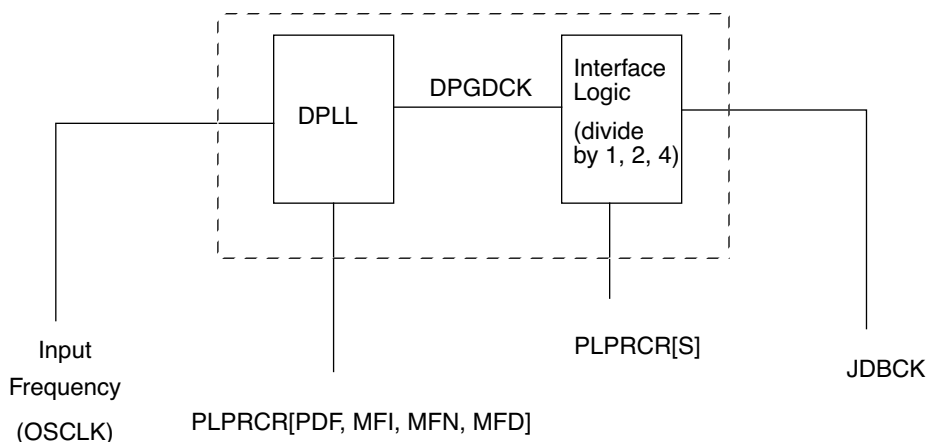 DPLL
DPGDCK
Interface
Logic
(divide
by 1, 2, 4)
Input
Frequency
(OSCLK)
PLPRCR[PDF, MFI, MFN, MFD]
PLPRCR[S]
JDBCK